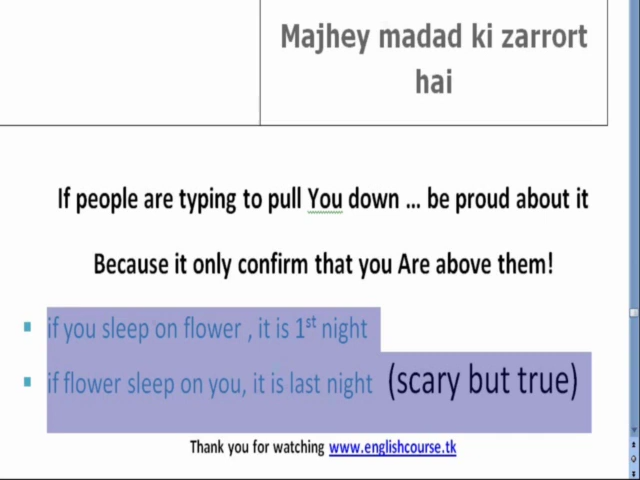 Majhey madad ki zarrort
hai
If people are typing to pull You down ... be proud about it
Because it only confirm that you Are above them!
▪ if you sleep on flower , it is 1st night
▪ if flower sleep on you, it is last night (scary but true)
Thank you for watching www.englishcourse.tk